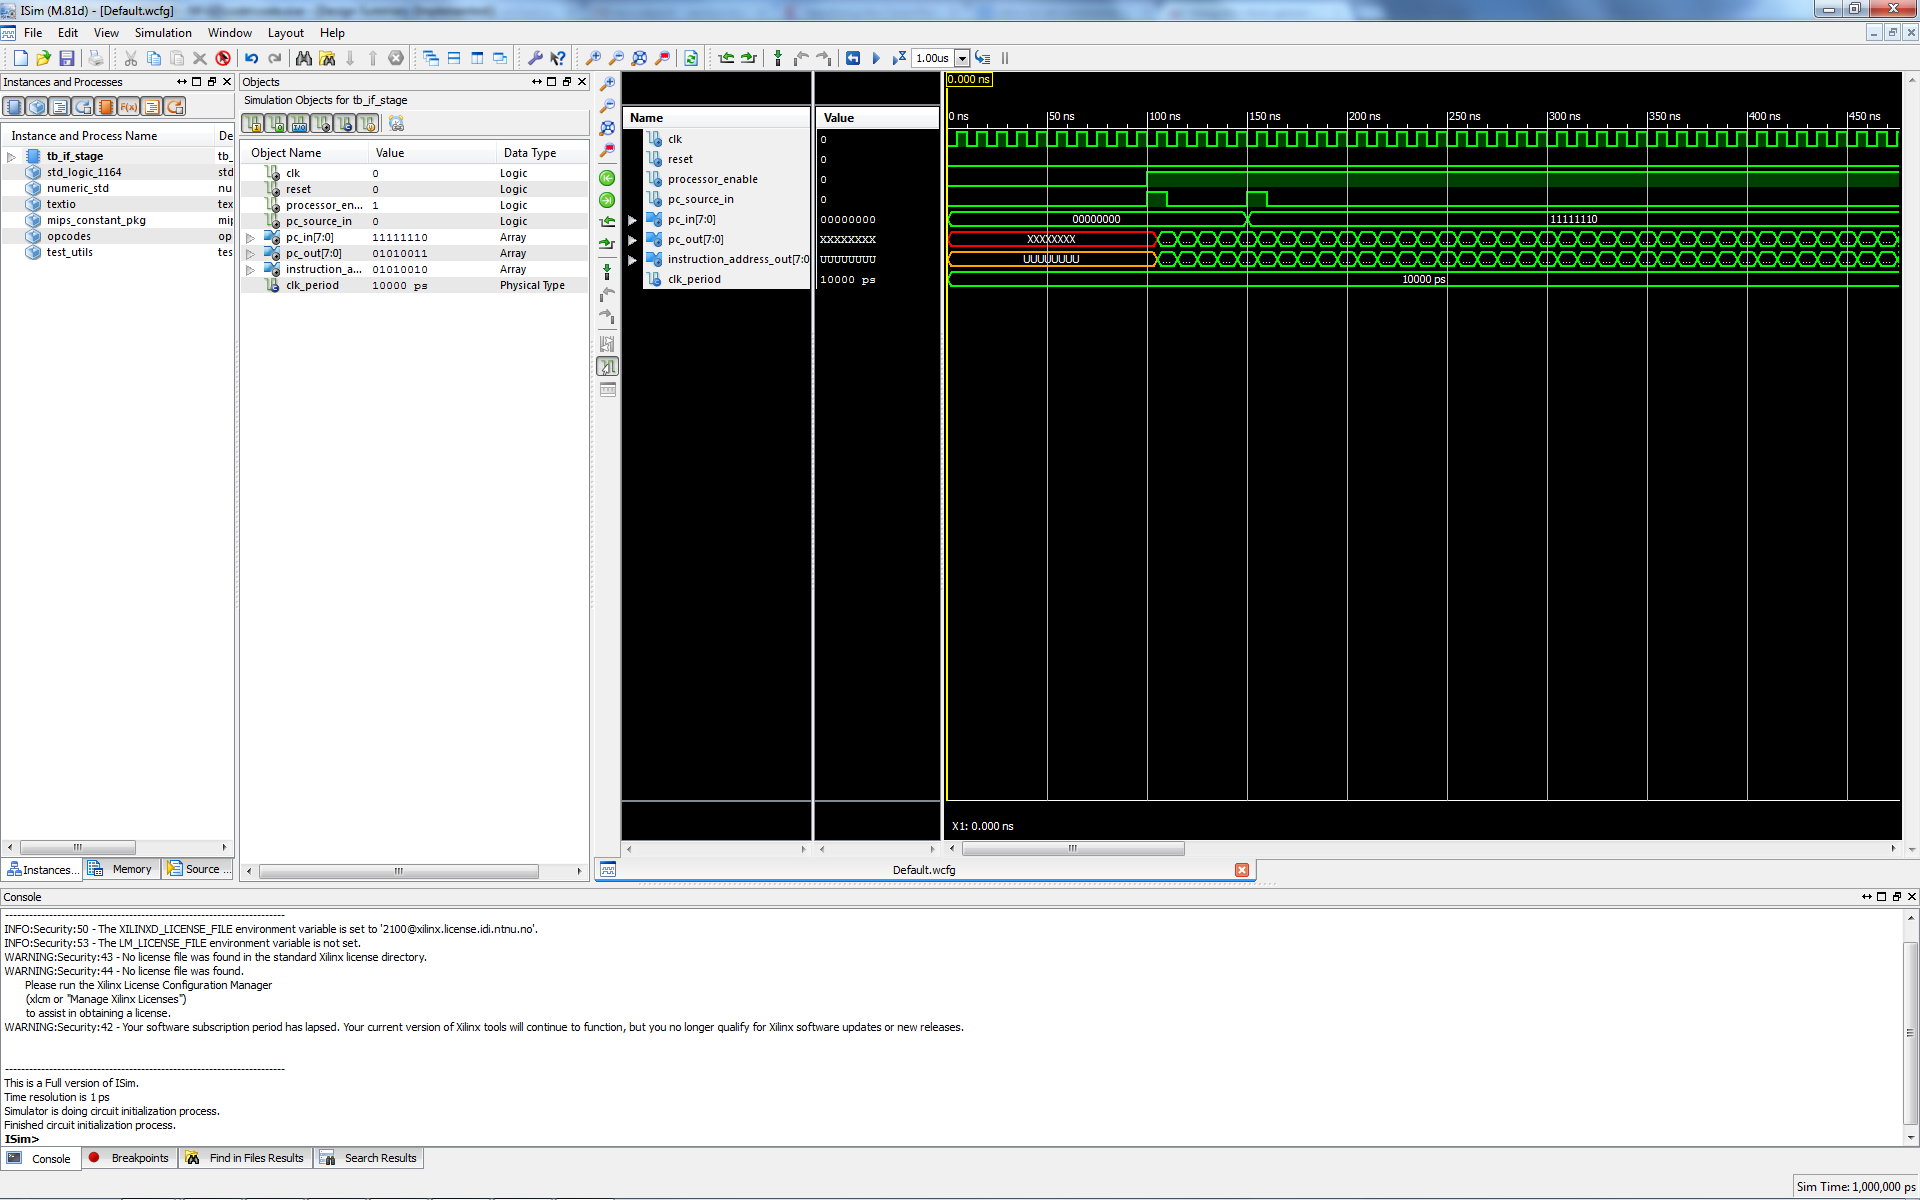 ISim (M.81d) - [Default.wcfg]
File Edit View Simulation Window Layout Help
1.00us
Instances and Processes
Instance and Process Name De
tb_if_stage tb_
std_logic_1164 std
numeric_std nu
textio tex
mips_constant_pkg mip
opcodes op
test_utils tes
Instances... Memory Source ...
Objects
Simulation Objects for tb_if_stage
Object Name Value Data Type
clk 0 Logic
reset 0 Logic
processor_en... 1 Logic
pc_source_in 0 Logic
pc_in[7:0] 11111110 Array
pc_out[7:0] 01010011 Array
instruction_a... 01010010 Array
clk_period 10000 ps Physical Type
Name Value
clk 0
reset 0
processor_enable 0
pc_source_in 0
pc_in[7:0] 00000000
pc_out[7:0] XXXXXXXX
instruction_address_out[7:0 UUUUUUUU
clk_period 10000 ps
0.000 ns
0 ns 50 ns 100 ns 150 ns 200 ns 250 ns 300 ns 350 ns 400 ns 450 ns
00000000 11111110
XXXXXXXX
UUUUUUUU
10000 ps
X1: 0.000 ns
Default.wcfg
Console
INFO:Security:50 - The XILINXD_LICENSE_FILE environment variable is set to '2100@xilinx.license.idi.ntnu.no'.
INFO:Security:53 - The LM_LICENSE_FILE environment variable is not set.
WARNING:Security:43 - No license file was found in the standard Xilinx license directory.
WARNING:Security:44 - No license file was found.
Please run the Xilinx License Configuration Manager
(xlcm or "Manage Xilinx Licenses")
to assist in obtaining a license.
WARNING:Security:42 - Your software subscription period has lapsed. Your current version of Xilinx tools will continue to function, but you no longer qualify for Xilinx software updates or new releases.
This is a Full version of ISim.
Time resolution is 1 ps
Simulator is doing circuit initialization process.
Finished circuit initialization process.
ISim>
Console Breakpoints Find in Files Results Search Results
Sim Time: 1,000,000 ps